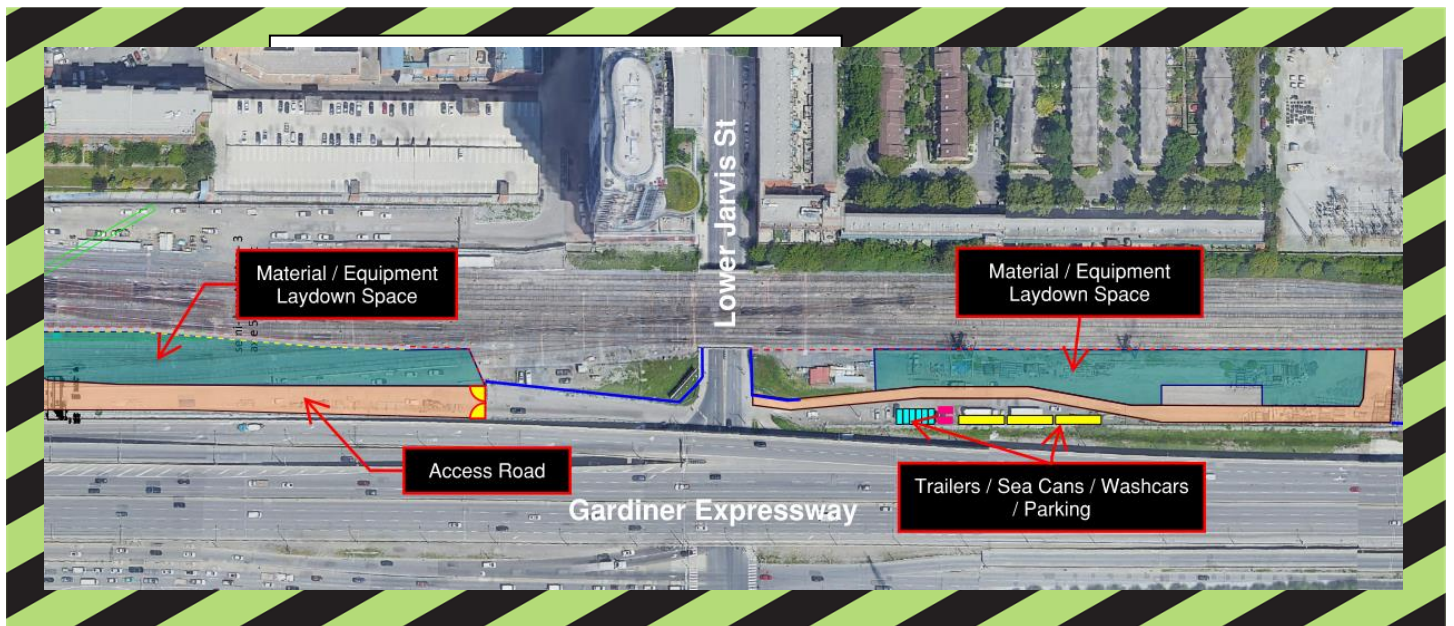 Lower Jarvis St
Material / Equipment
Laydown Space
Material / Equipment
Laydown Space
Access Road
Trailers / Sea Cans / Washcars
/ Parking
Gardiner Expressway